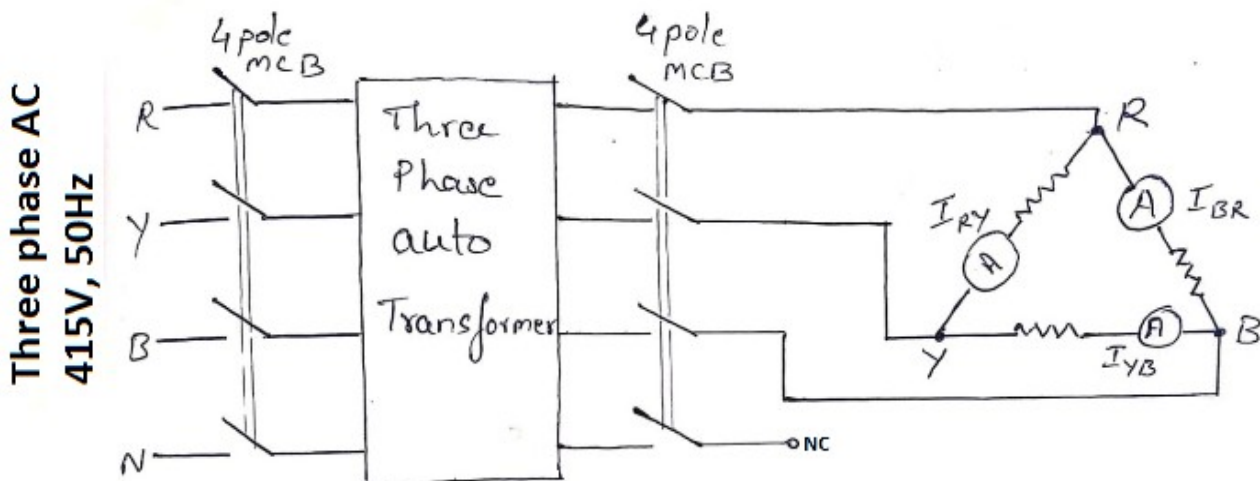 Three phase AC
415V, 50Hz
4 pole
MCB
4 pole
MCB
R
Y
B
N
Three
Phase
auto
Transformer
R
I_RY
A
A
I_BR
Y
A
I_YB
B
NC